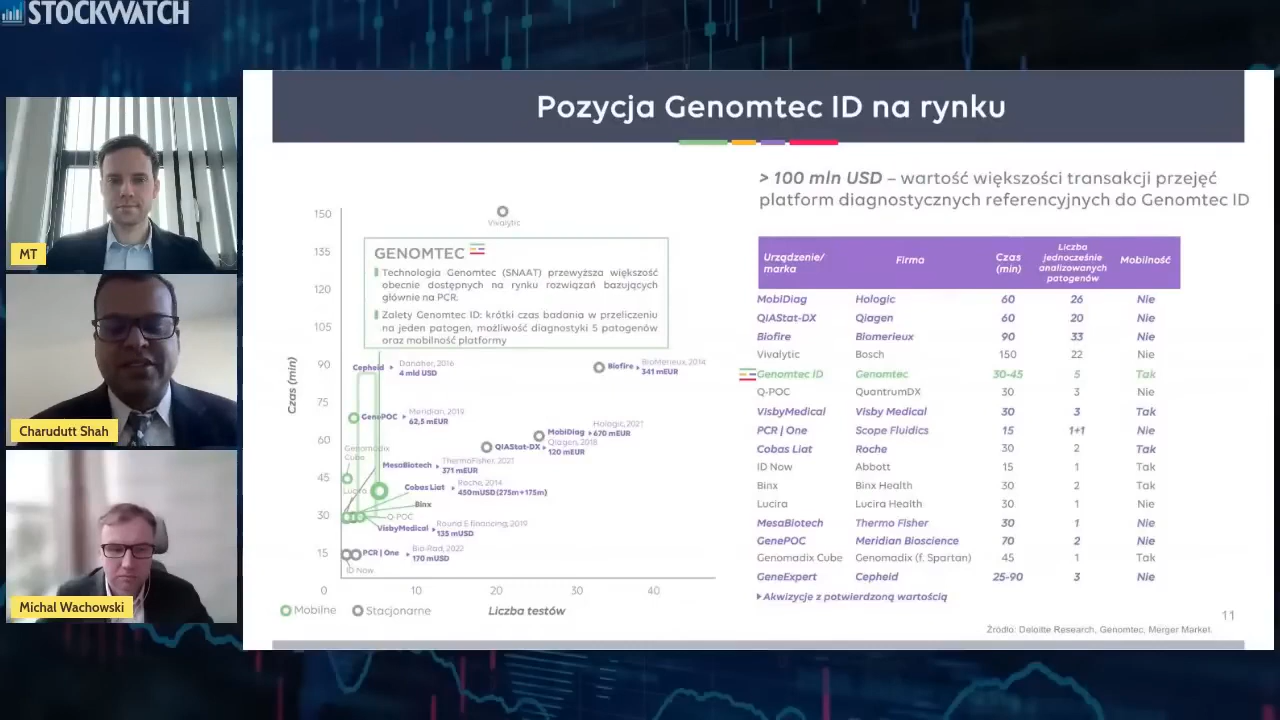 STOCKWATCH
MT
Charudutt Shah
Michal Wachowski
Pozycja Genomtec ID na rynku
> 100 mln USD – wartość większości transakcji przejęć
platform diagnostycznych referencyjnych do Genomtec ID
Czas (min)
150
135
120
105
90
75
60
45
30
15
0
10
20
30
40
Liczba testów
Mobilne
Stacjonarne
Vivalytic
GENOMTEC
Technologia Genomtec (SNAAT) przewyższa większość
obecnie dostępnych na rynku rozwiązań bazujących
głównie na PCR.
Zalety Genomtec ID: krótki czas badania w przeliczeniu
na jeden patogen, możliwość diagnostyki 5 patogenów
oraz mobilność platformy
Cepheid
Danaher, 2016
4 mld USD
Biofire
BioMerieux, 2014
341 mEUR
GenePOC
Meridian, 2019
62,5 mEUR
MobiDiag
Hologic, 2021
670 mEUR
QIAStat-DX
Qiagen, 2018
120 mEUR
Genomadix
Cube
MesaBiotech
ThermoFisher, 2021
371 mEUR
Lucira
Cobas Liat
Roche, 2014
450mUSD(275m+175m)
Binx
Q-POC
VisbyMedical
Round E financing, 2019
135 mUSD
PCR | One
Bio-Rad, 2022
170 mUSD
ID Now
Urządzenie/
marka
Firma
Czas
(min)
Liczba
jednocześnie
analizowanych
patogenów
Mobilność
MobiDiag Hologic 60 26 Nie
QIAStat-DX Qiagen 60 20 Nie
Biofire Biomerieux 90 33 Nie
Vivalytic Bosch 150 22 Nie
Genomtec ID Genomtec 30-45 5 Tak
Q-POC QuantrumDX 30 3 Nie
VisbyMedical Visby Medical 30 3 Tak
PCR | One Scope Fluidics 15 1+1 Nie
Cobas Liat Roche 30 2 Tak
ID Now Abbott 15 1 Tak
Binx Binx Health 30 2 Tak
Lucira Lucira Health 30 1 Nie
MesaBiotech Thermo Fisher 30 1 Nie
GenePOC Meridian Bioscience 70 2 Nie
Genomadix Cube Genomadix (f. Spartan) 45 1 Tak
GeneExpert Cepheid 25-90 3 Nie
Akwizycje z potwierdzoną wartością
11
Źródło: Deloitte Research, Genomtec, Merger Market.